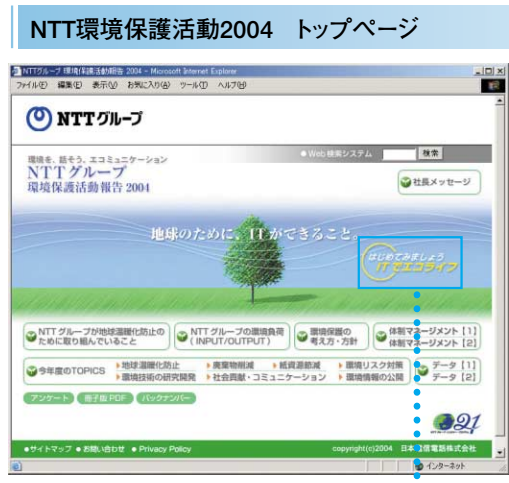 NTT環境保護活動2004　トップページ
NTTグループ 環境保護活動報告 2004 - Microsoft Internet Explorer
ファイル(F) 編集(E) 表示(V) お気に入り(A) ツール(T) ヘルプ(H)
NTTグループ
環境を、話そう。エコミュニケーション
●Web 検索システム 検索
NTTグループ
環境保護活動報告 2004
社長メッセージ
地球のために、ITができること。
はじめてみましょう
ITでエコライフ
NTTグループが地球温暖化防止の
ために取り組んでいること
NTTグループの環境負荷
(INPUT/OUTPUT)
環境保護の
考え方・方針
体制マネージメント [1]
体制マネージメント [2]
今年度のTOPICS
地球温暖化防止 廃棄物削減 紙資源節減 環境リスク対策
環境技術の研究開発 社会貢献・コミュニケーション 環境情報の公開
データ [1]
データ [2]
アンケート 冊子版PDF バックナンバー
21
●サイトマップ ●お問い合わせ ●Privacy Policy copyright(c)2004 日本電信電話株式会社
インターネット